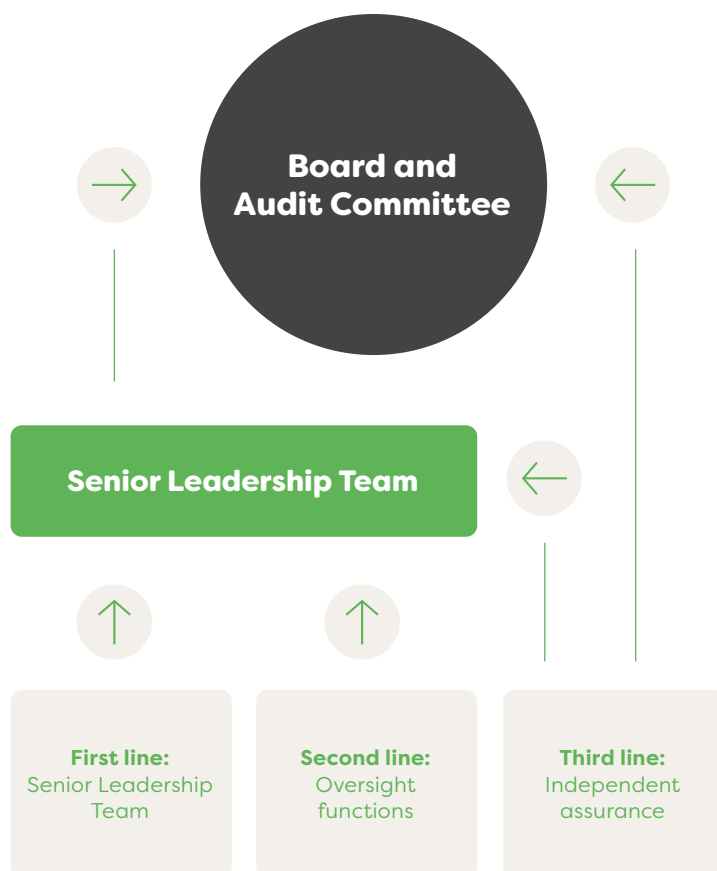 Board and
Audit Committee
Senior Leadership Team
First line:
Senior Leadership
Team
Second line:
Oversight
functions
Third line:
Independent
assurance